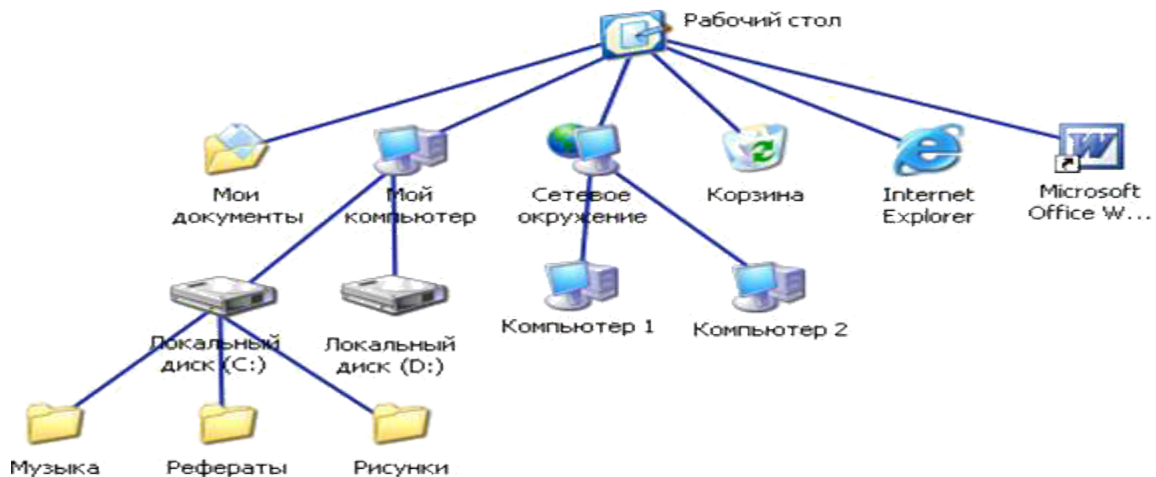 Рабочий стол
Мои
документы
Мой
компьютер
Сетевое
окружение
Корзина
Internet
Explorer
Microsoft
Office W...
Локальный
диск (C:)
Локальный
диск (D:)
Компьютер 1
Компьютер 2
Музыка
Рефераты
Рисунки